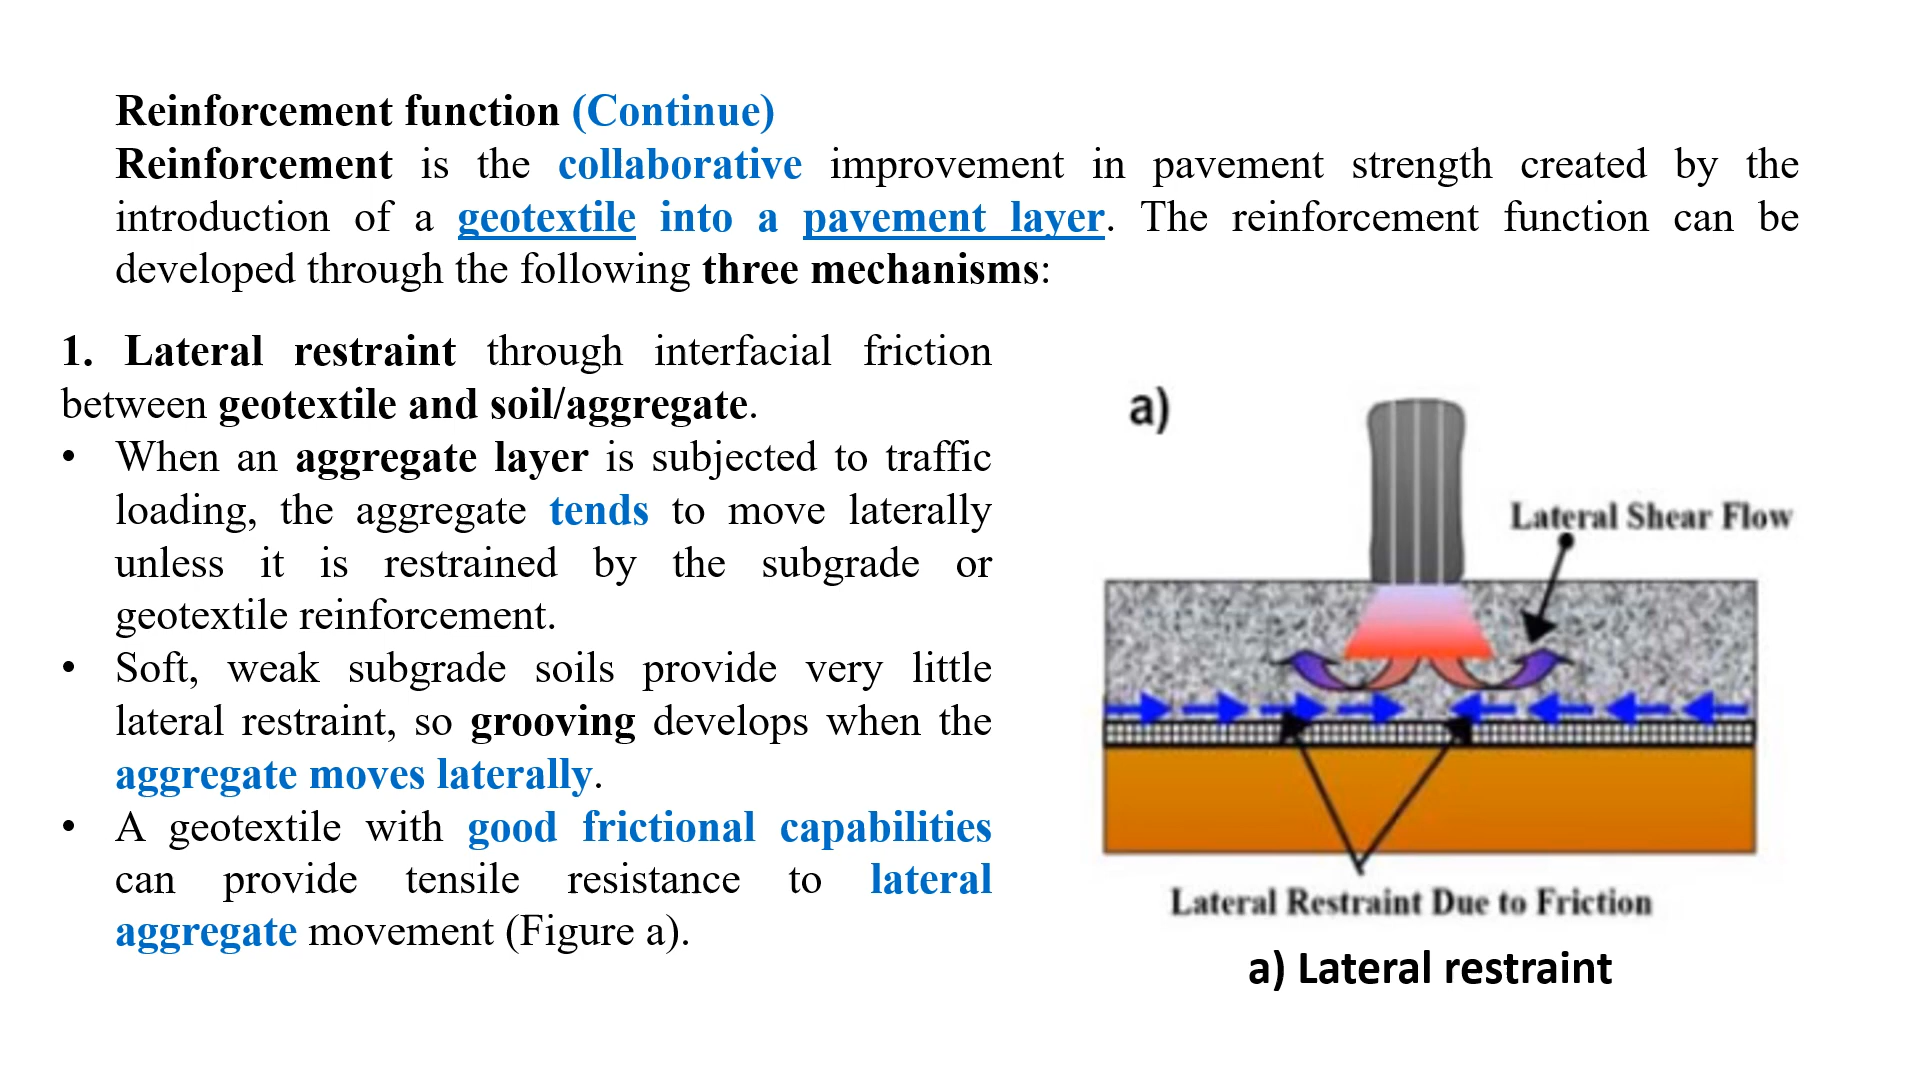 Reinforcement function (Continue)
Reinforcement is the collaborative improvement in pavement strength created by the
introduction of a geotextile into a pavement layer. The reinforcement function can be
developed through the following three mechanisms:
1. Lateral restraint through interfacial friction
between geotextile and soil/aggregate.
• When an aggregate layer is subjected to traffic
loading, the aggregate tends to move laterally
unless it is restrained by the subgrade or
geotextile reinforcement.
• Soft, weak subgrade soils provide very little
lateral restraint, so grooving develops when the
aggregate moves laterally.
• A geotextile with good frictional capabilities
can provide tensile resistance to lateral
aggregate movement (Figure a).
a)
Lateral Shear Flow
Lateral Restraint Due to Friction
a) Lateral restraint